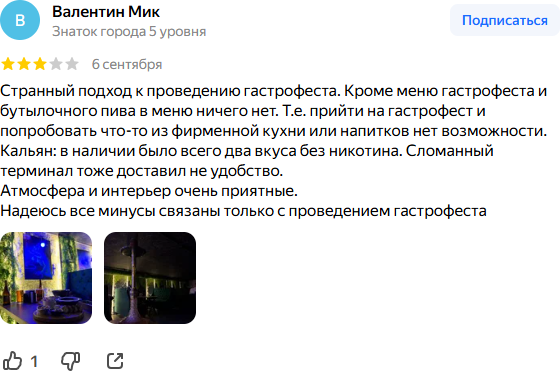 В
Валентин Мик
Знаток города 5 уровня
Подписаться
6 сентября
Странный подход к проведению гастрофеста. Кроме меню гастрофеста и
бутылочного пива в меню ничего нет. Т.е. прийти на гастрофест и
попробовать что-то из фирменной кухни или напитков нет возможности.
Кальян: в наличии было всего два вкуса без никотина. Сломанный
терминал тоже доставил не удобство.
Атмосфера и интерьер очень приятные.
Надеюсь все минусы связаны только с проведением гастрофеста
1